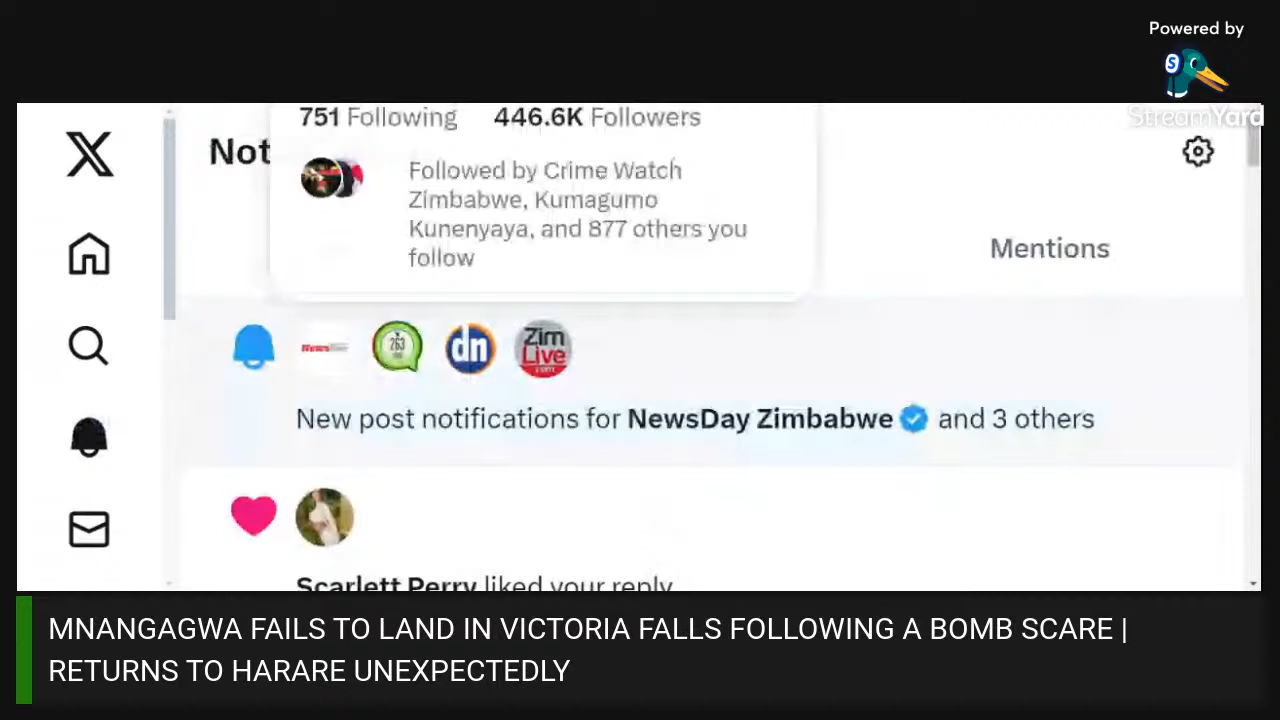 Powered by
StreamYard
751 Following 446.6K Followers
Not
Followed by Crime Watch
Zimbabwe, Kumagumo
Kunenyaya, and 877 others you
follow
Mentions
263
dn
Zim
Live
New post notifications for NewsDay Zimbabwe and 3 others
Scarlett Perry liked your reply
MNANGAGWA FAILS TO LAND IN VICTORIA FALLS FOLLOWING A BOMB SCARE |
RETURNS TO HARARE UNEXPECTEDLY